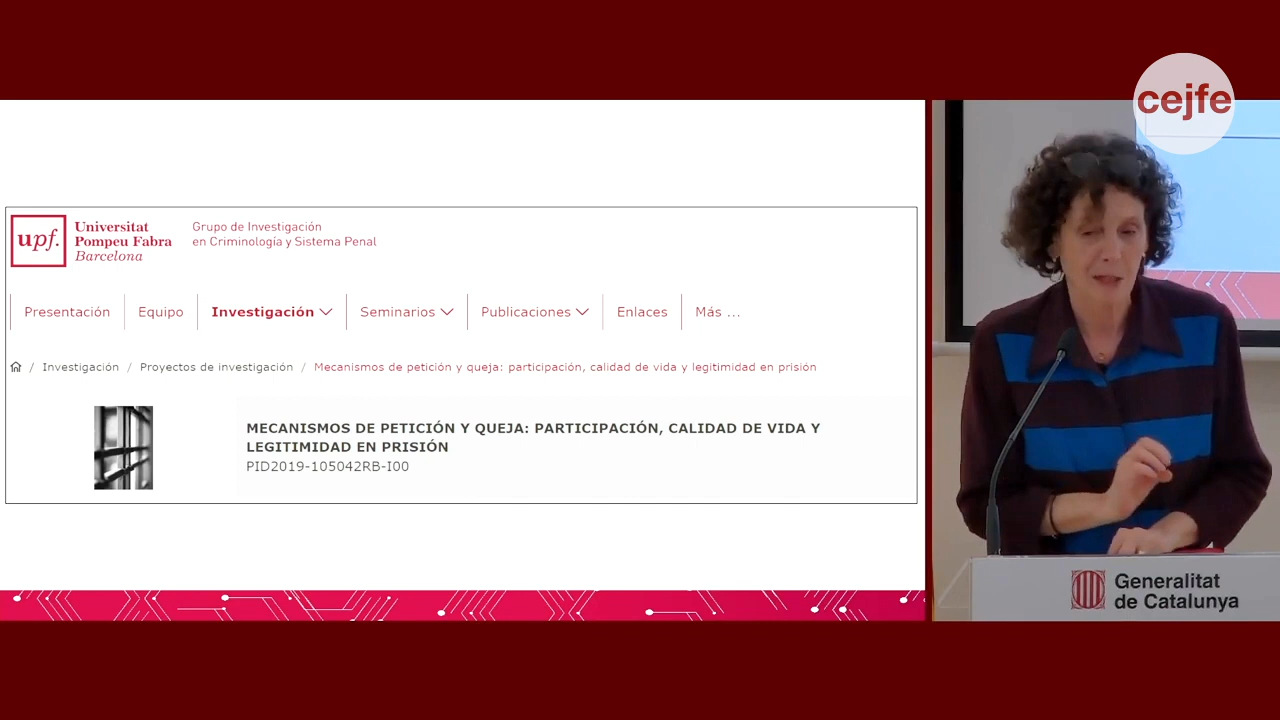 cejfe
upf.
Universitat
Pompeu Fabra
Barcelona
Grupo de Investigación
en Criminología y Sistema Penal
Presentación
Equipo
Investigación
Seminarios
Publicaciones
Enlaces
Más ...
/ Investigación / Proyectos de investigación / Mecanismos de petición y queja: participación, calidad de vida y legitimidad en prisión
MECANISMOS DE PETICIÓN Y QUEJA: PARTICIPACIÓN, CALIDAD DE VIDA Y
LEGITIMIDAD EN PRISIÓN
PID2019-105042RB-I00
Generalitat
de Catalunya